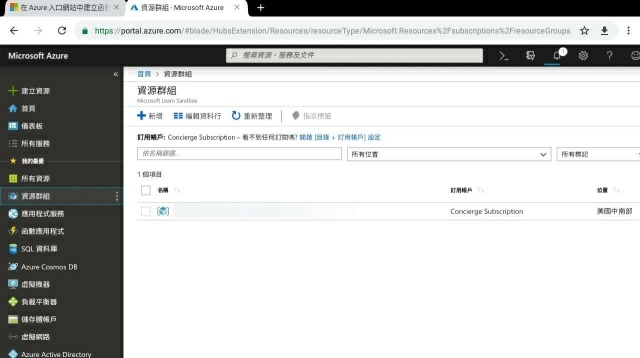 在 Azure 入口網站中建立函
資源群組 - Microsoft Azure
https://portal.azure.com/#blade/HubsExtension/Resources/resourceType/Microsoft.Resources%2Fsubscriptions%2FresourceGroups
Microsoft Azure
搜尋資源、服務及文件
1
建立資源
首頁
儀表板
所有服務
我的最愛
所有資源
資源群組
應用程式服務
函數應用程式
SQL 資料庫
Azure Cosmos DB
虛擬機器
負載平衡器
儲存體帳戶
虛擬網路
Azure Active Directory
首頁 > 資源群組
資源群組
Microsoft Learn Sandbox
新增
編輯資料行
重新整理
指派標籤
訂用帳戶: Concierge Subscription – 看不到任何訂閱嗎? 開啟 [目錄 + 訂用帳戶] 設定
依名稱篩選...
所有位置
所有標記
1 個項目
名稱
訂用帳戶
位置
Concierge Subscription
美國中南部